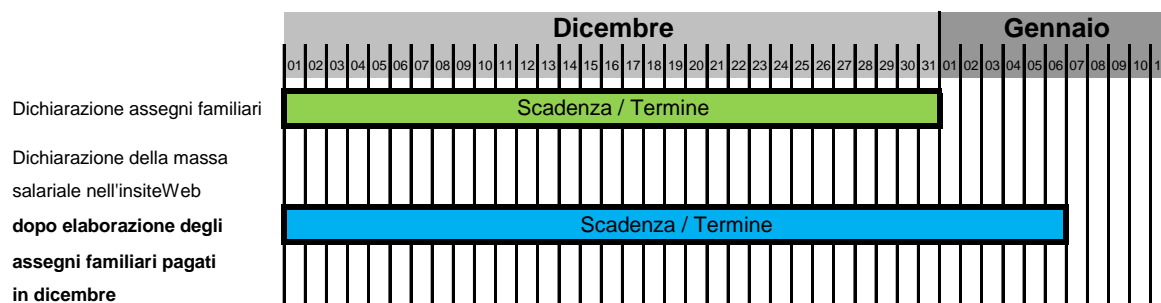 Dicembre Gennaio
01 02 03 04 05 06 07 08 09 10 11 12 13 14 15 16 17 18 19 20 21 22 23 24 25 26 27 28 29 30 31 01 02 03 04 05 06 07 08 09 10 1
Dichiarazione assegni familiari Scadenza / Termine
Dichiarazione della massa
salariale nell'insiteWeb
dopo elaborazione degli Scadenza / Termine
assegni familiari pagati
in dicembre